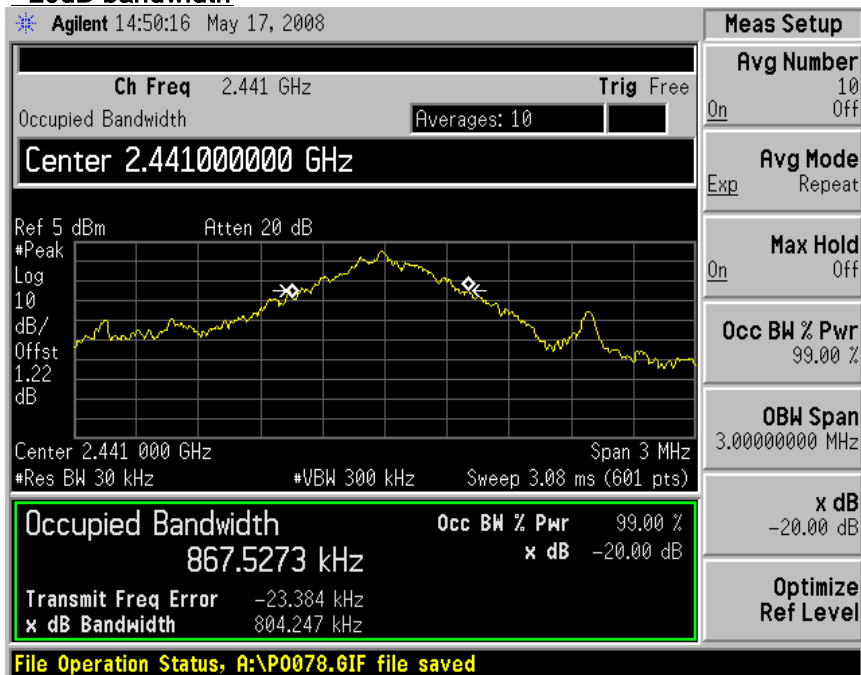 -20dB bandwidth
Agilent 14:50:16 May 17, 2008
Meas Setup
Ch Freq 2.441 GHz Trig Free
Occupied Bandwidth Averages: 10
Center 2.441000000 GHz
Ref 5 dBm Atten 20 dB
#Peak
Log
10
dB/
Offst
1.22
dB
Center 2.441 000 GHz Span 3 MHz
#Res BW 30 kHz #VBW 300 kHz Sweep 3.08 ms (601 pts)
Occupied Bandwidth Occ BW % Pwr 99.00 %
867.5273 kHz x dB -20.00 dB
Transmit Freq Error -23.384 kHz
x dB Bandwidth 804.247 kHz
File Operation Status, A:\P0078.GIF file saved
Avg Number
10
On Off
Avg Mode
Exp Repeat
Max Hold
On Off
Occ BW % Pwr
99.00 %
OBW Span
3.00000000 MHz
x dB
-20.00 dB
Optimize
Ref Level